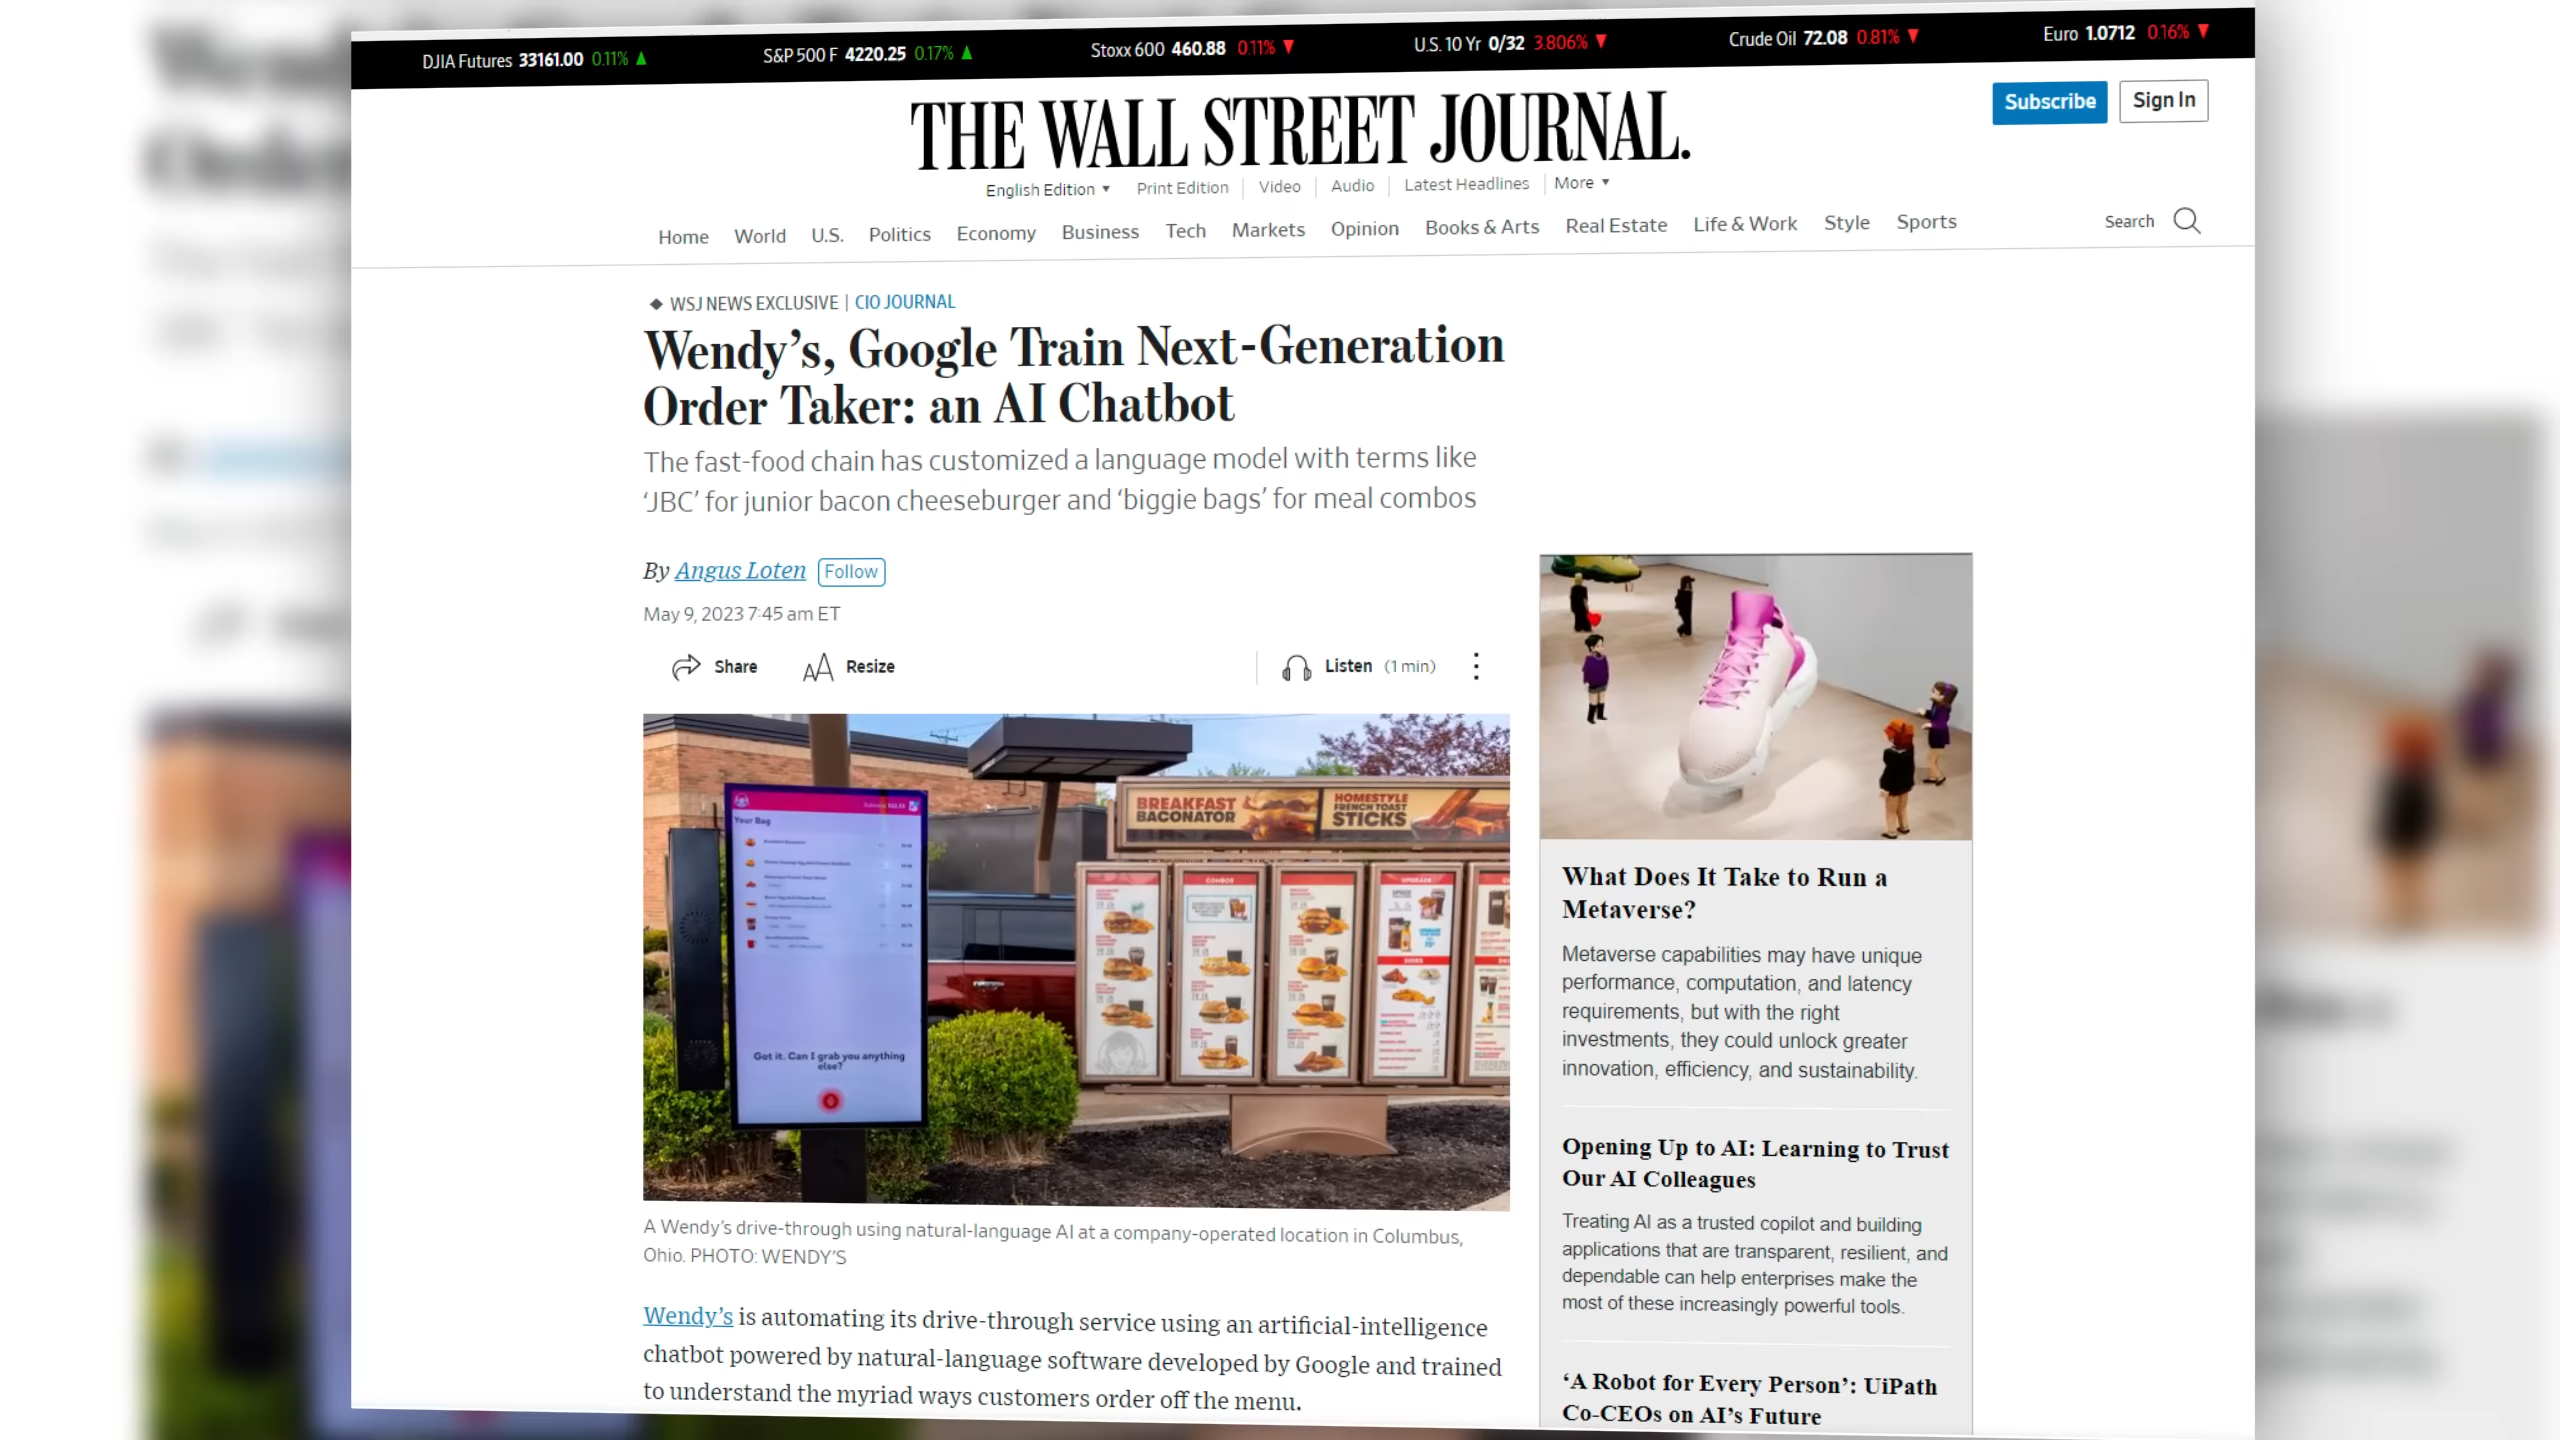 DJIA Futures 33161.00 0.11% ▲ S&P 500 F 4220.25 0.17% ▲ Stoxx 600 460.88 0.11% ▼ U.S. 10 Yr 0/32 3.806% ▼ Crude Oil 72.08 0.81% ▼ Euro 1.0712 0.16% ▼
Subscribe Sign In
THE WALL STREET JOURNAL.
English Edition ▼ Print Edition Video Audio Latest Headlines More ▼
Home World U.S. Politics Economy Business Tech Markets Opinion Books & Arts Real Estate Life & Work Style Sports Search
◆ WSJ NEWS EXCLUSIVE | CIO JOURNAL
Wendy’s, Google Train Next-Generation
Order Taker: an AI Chatbot
The fast-food chain has customized a language model with terms like
‘JBC’ for junior bacon cheeseburger and ‘biggie bags’ for meal combos
By Angus Loten Follow
May 9, 2023 7:45 am ET
Share Resize Listen (1 min)
Your Bag
Got it. Can I grab you anything
else?
BREAKFAST
BACONATOR
HOMESTYLE
FRENCH TOAST
STICKS
COMBOS
A Wendy’s drive-through using natural-language AI at a company-operated location in Columbus,
Ohio. PHOTO: WENDY’S
Wendy’s is automating its drive-through service using an artificial-intelligence
chatbot powered by natural-language software developed by Google and trained
to understand the myriad ways customers order off the menu.
What Does It Take to Run a
Metaverse?
Metaverse capabilities may have unique
performance, computation, and latency
requirements, but with the right
investments, they could unlock greater
innovation, efficiency, and sustainability.
Opening Up to AI: Learning to Trust
Our AI Colleagues
Treating AI as a trusted copilot and building
applications that are transparent, resilient, and
dependable can help enterprises make the
most of these increasingly powerful tools.
‘A Robot for Every Person’: UiPath
Co-CEOs on AI’s Future